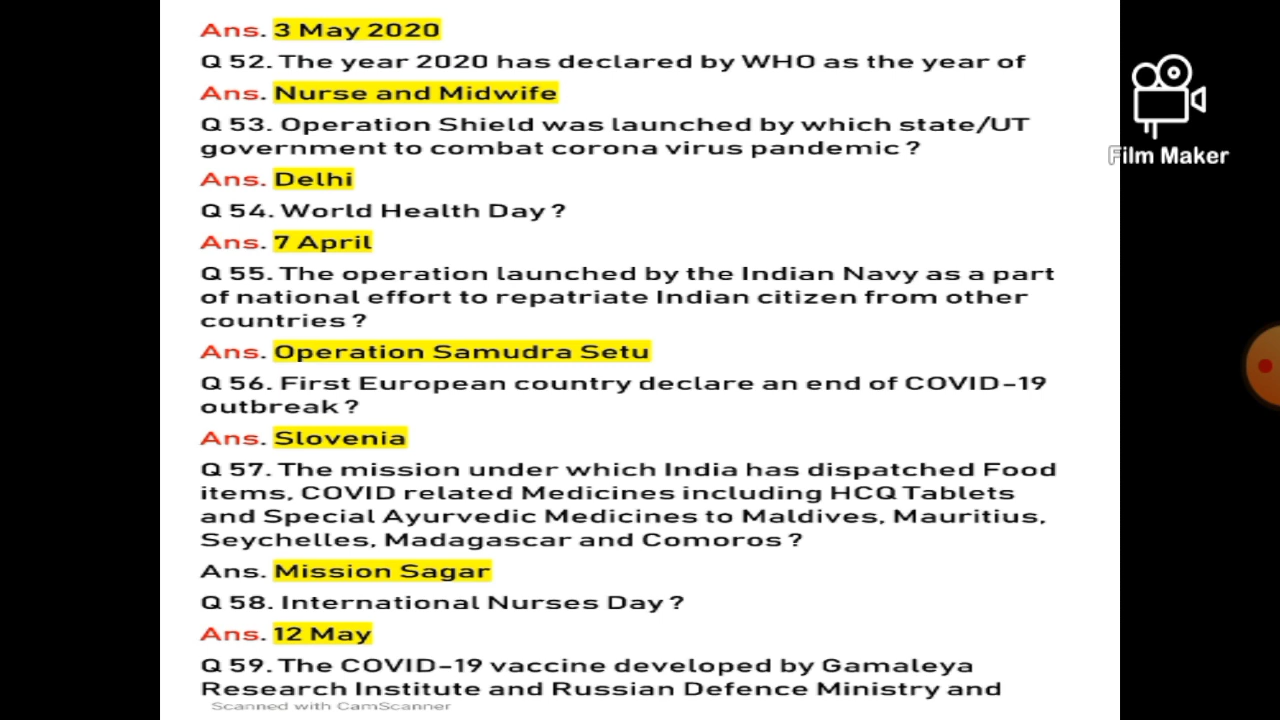 Ans. 3 May 2020
Q 52. The year 2020 has declared by WHO as the year of
Ans. Nurse and Midwife
Q 53. Operation Shield was launched by which state/UT
government to combat corona virus pandemic ?
Ans. Delhi
Q 54. World Health Day ?
Ans. 7 April
Q 55. The operation launched by the Indian Navy as a part
of national effort to repatriate Indian citizen from other
countries ?
Ans. Operation Samudra Setu
Q 56. First European country declare an end of COVID-19
outbreak ?
Ans. Slovenia
Q 57. The mission under which India has dispatched Food
items, COVID related Medicines including HCQ Tablets
and Special Ayurvedic Medicines to Maldives, Mauritius,
Seychelles, Madagascar and Comoros ?
Ans. Mission Sagar
Q 58. International Nurses Day ?
Ans. 12 May
Q 59. The COVID-19 vaccine developed by Gamaleya
Research Institute and Russian Defence Ministry and
Scanned with CamScanner
Film Maker